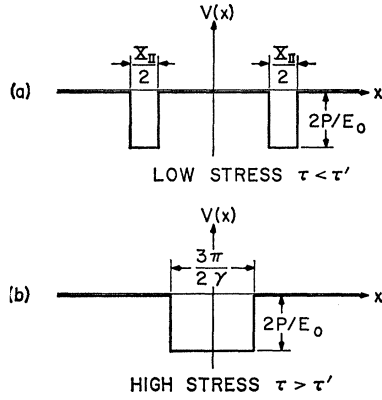 V(x)
X_II/2
X_II/2
(a)
x
2P/E₀
LOW STRESS τ < τ'
V(x)
3π/2γ
(b)
x
2P/E₀
HIGH STRESS τ > τ'